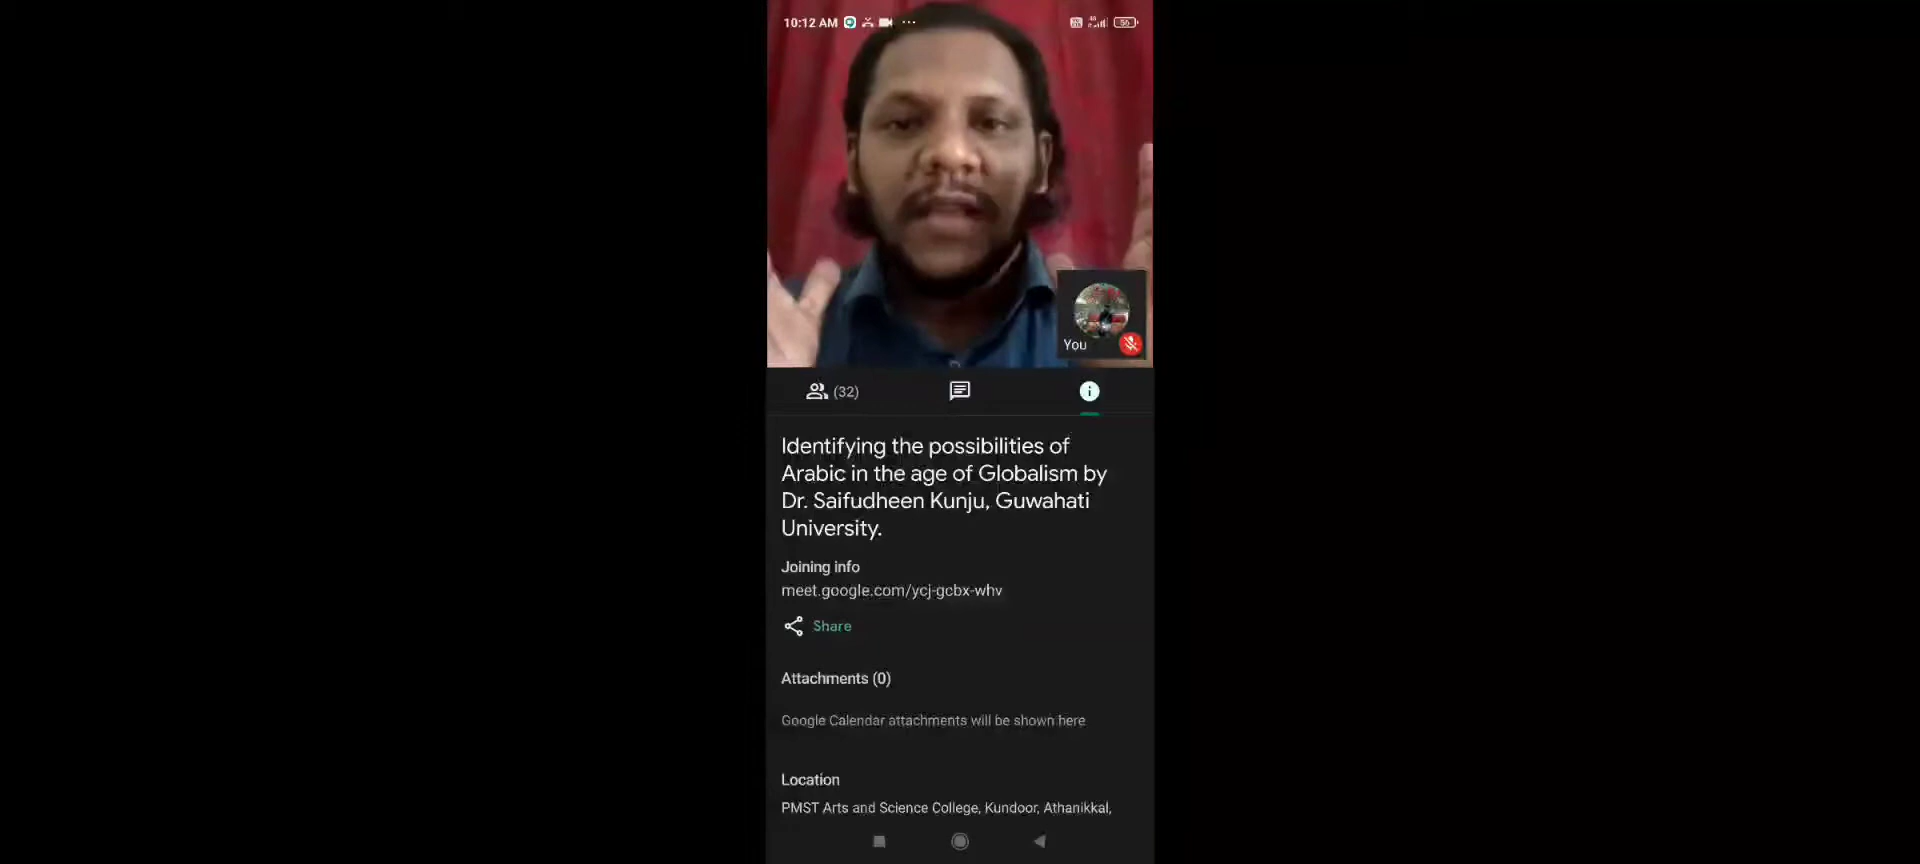 10:12 AM
56
You
(32)
Identifying the possibilities of
Arabic in the age of Globalism by
Dr. Saifudheen Kunju, Guwahati
University.
Joining info
meet.google.com/ycj-gcbx-whv
Share
Attachments (0)
Google Calendar attachments will be shown here
Location
PMST Arts and Science College, Kundoor, Athanikkal,